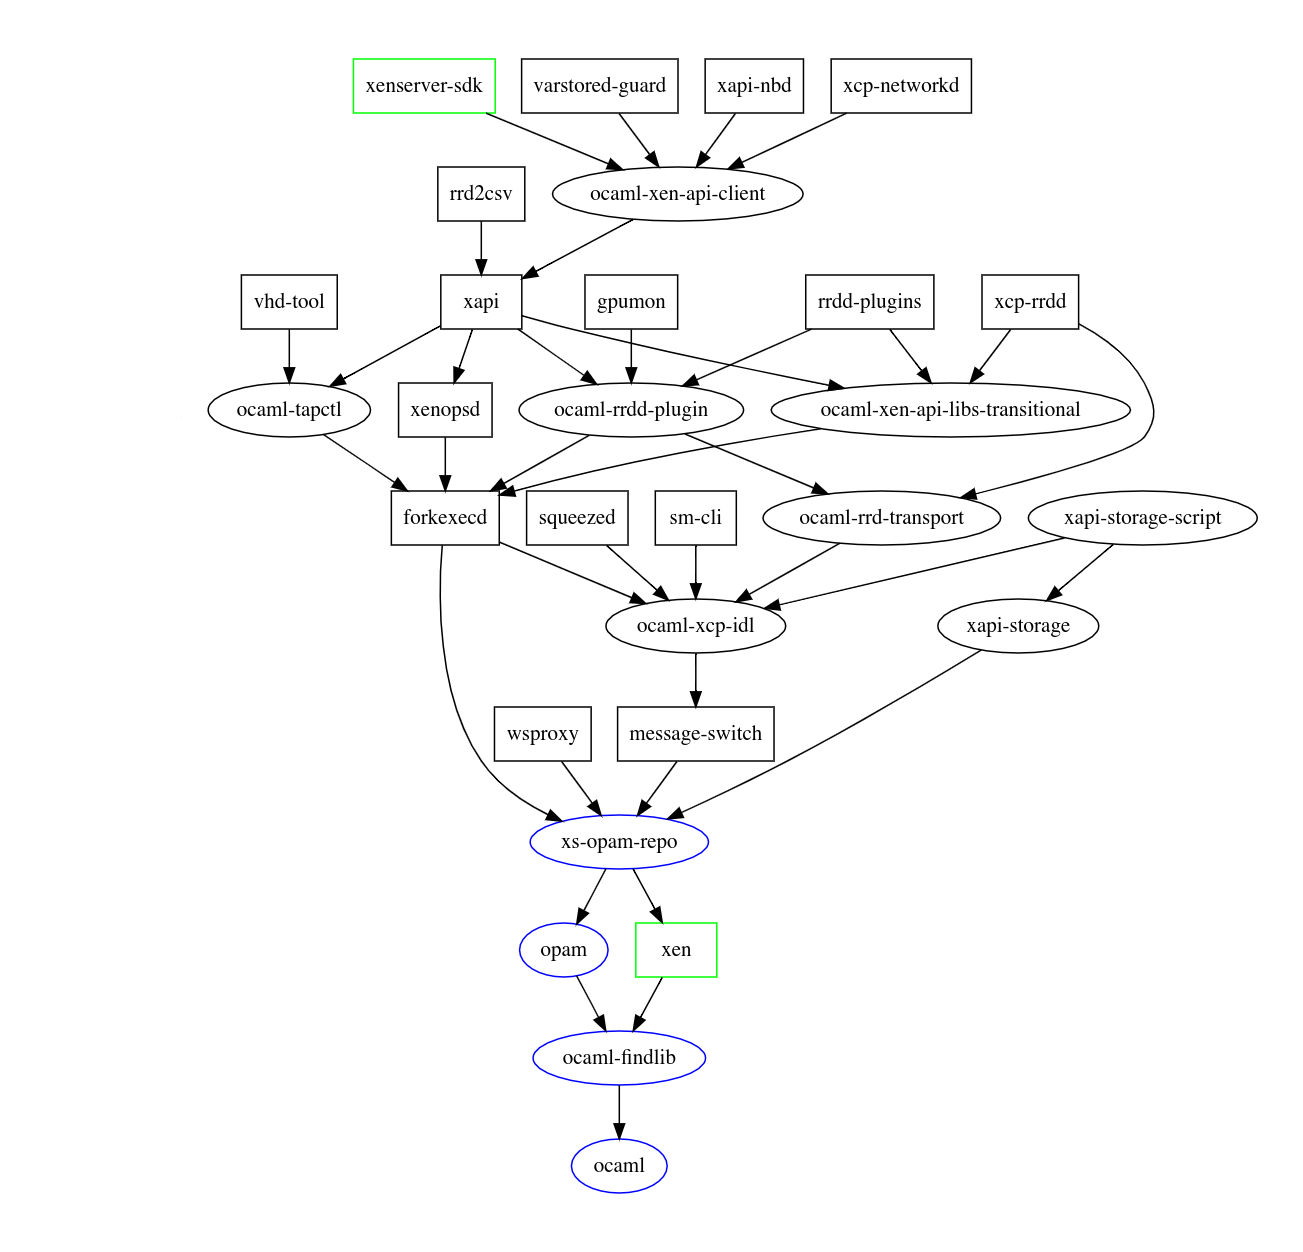 xenserver-sdk
varstored-guard
xapi-nbd
xcp-networkd
rrd2csv
ocaml-xen-api-client
vhd-tool
xapi
gpumon
rrdd-plugins
xcp-rrdd
ocaml-tapctl
xenopsd
ocaml-rrdd-plugin
ocaml-xen-api-libs-transitional
forkexecd
squeezed
sm-cli
ocaml-rrd-transport
xapi-storage-script
ocaml-xcp-idl
xapi-storage
wsproxy
message-switch
xs-opam-repo
opam
xen
ocaml-findlib
ocaml